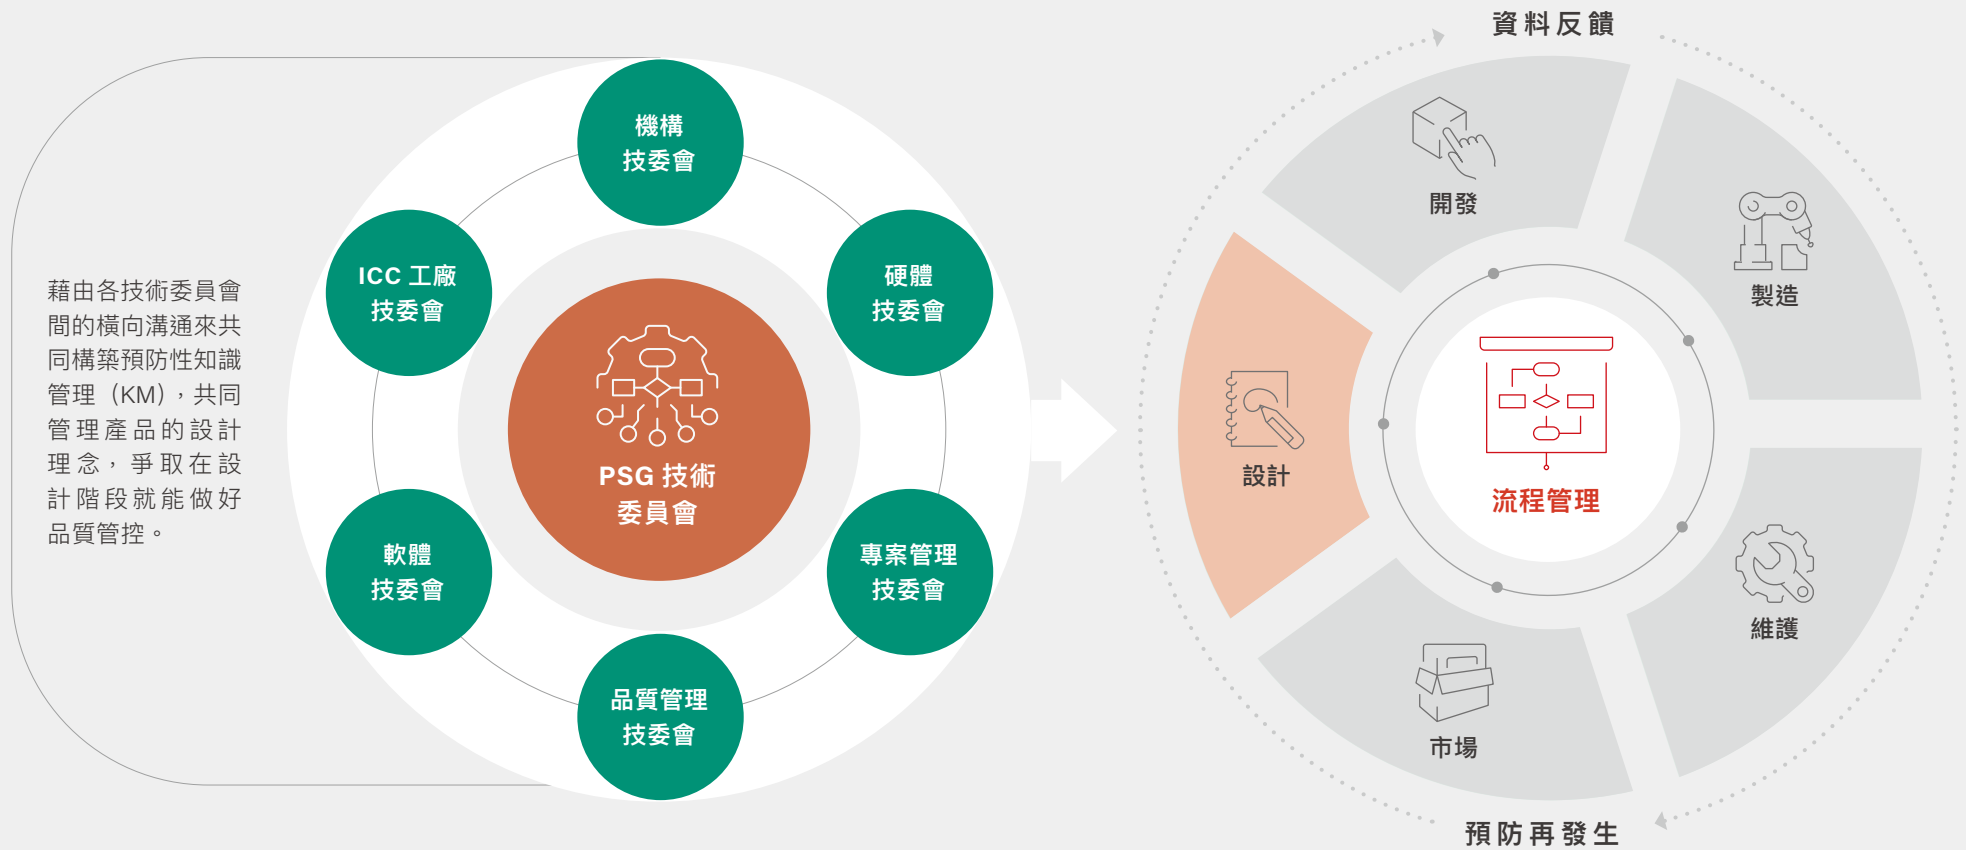 藉由各技術委員會
間的橫向溝通來共
同構築預防性知識
管理 (KM)，共同
管理產品的設計
理念，爭取在設
計階段就能做好
品質管控。
機構
技委會
ICC 工廠
技委會
硬體
技委會
PSG 技術
委員會
軟體
技委會
專案管理
技委會
品質管理
技委會
資料反饋
開發
製造
設計
流程管理
維護
市場
預防再發生